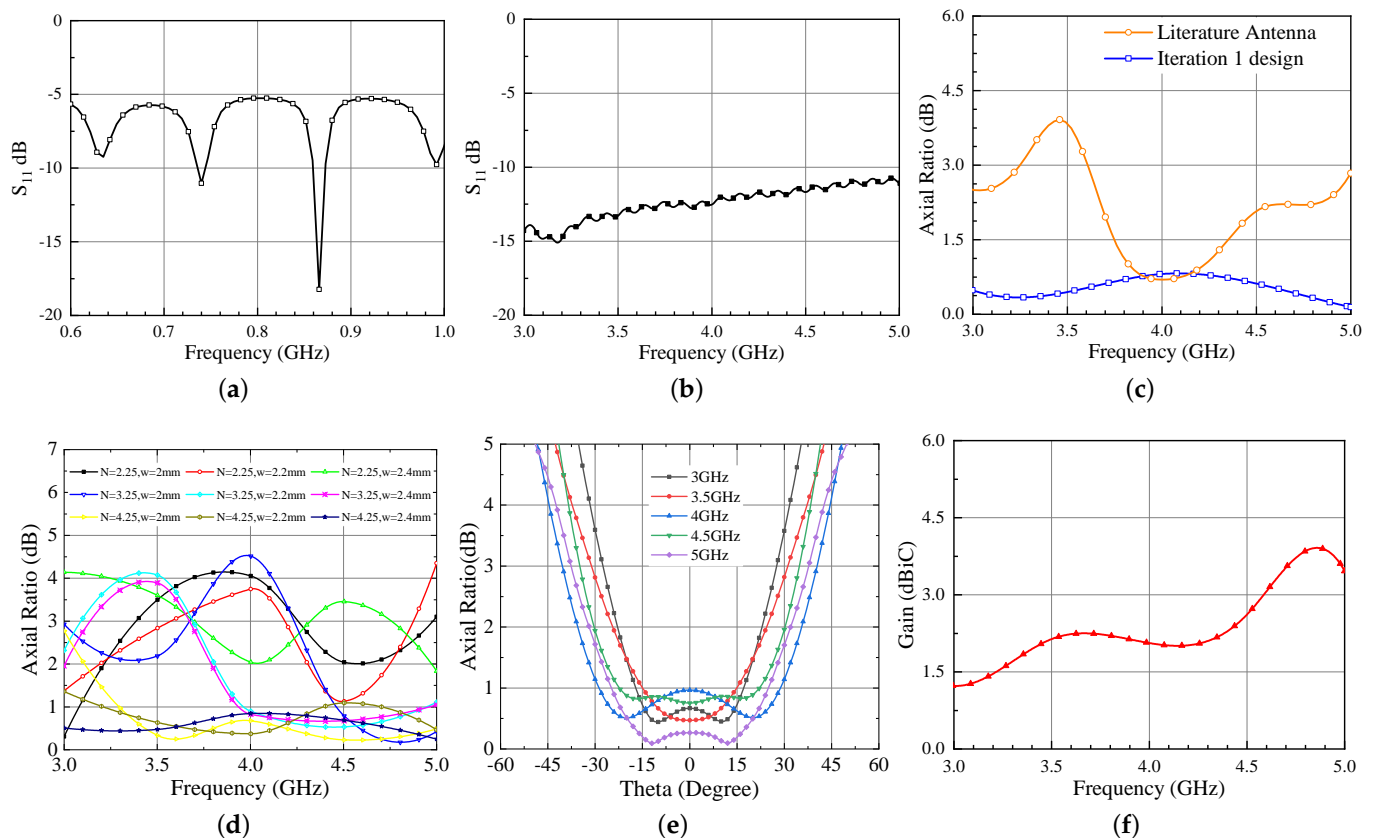 0
-5
-10
-15
-20
S11 dB
0.6 0.7 0.8 0.9 1.0
Frequency (GHz)
(a)
0
-5
-10
-15
-20
S11 dB
3.0 3.5 4.0 4.5 5.0
Frequency (GHz)
(b)
6.0
4.5
3.0
1.5
0.0
Axial Ratio (dB)
Literature Antenna
Iteration 1 design
3.0 3.5 4.0 4.5 5.0
Frequency (GHz)
(c)
7
6
5
4
3
2
1
0
Axial Ratio (dB)
N=2.25,w=2mm N=2.25,w=2.2mm N=2.25,w=2.4mm
N=3.25,w=2mm N=3.25,w=2.2mm N=3.25,w=2.4mm
N=4.25,w=2mm N=4.25,w=2.2mm N=4.25,w=2.4mm
3.0 3.5 4.0 4.5 5.0
Frequency (GHz)
(d)
5
4
3
2
1
0
Axial Ratio(dB)
3GHz
3.5GHz
4GHz
4.5GHz
5GHz
-60 -45 -30 -15 0 15 30 45 60
Theta (Degree)
(e)
6.0
4.5
3.0
1.5
0.0
Gain (dBiC)
3.0 3.5 4.0 4.5 5.0
Frequency (GHz)
(f)